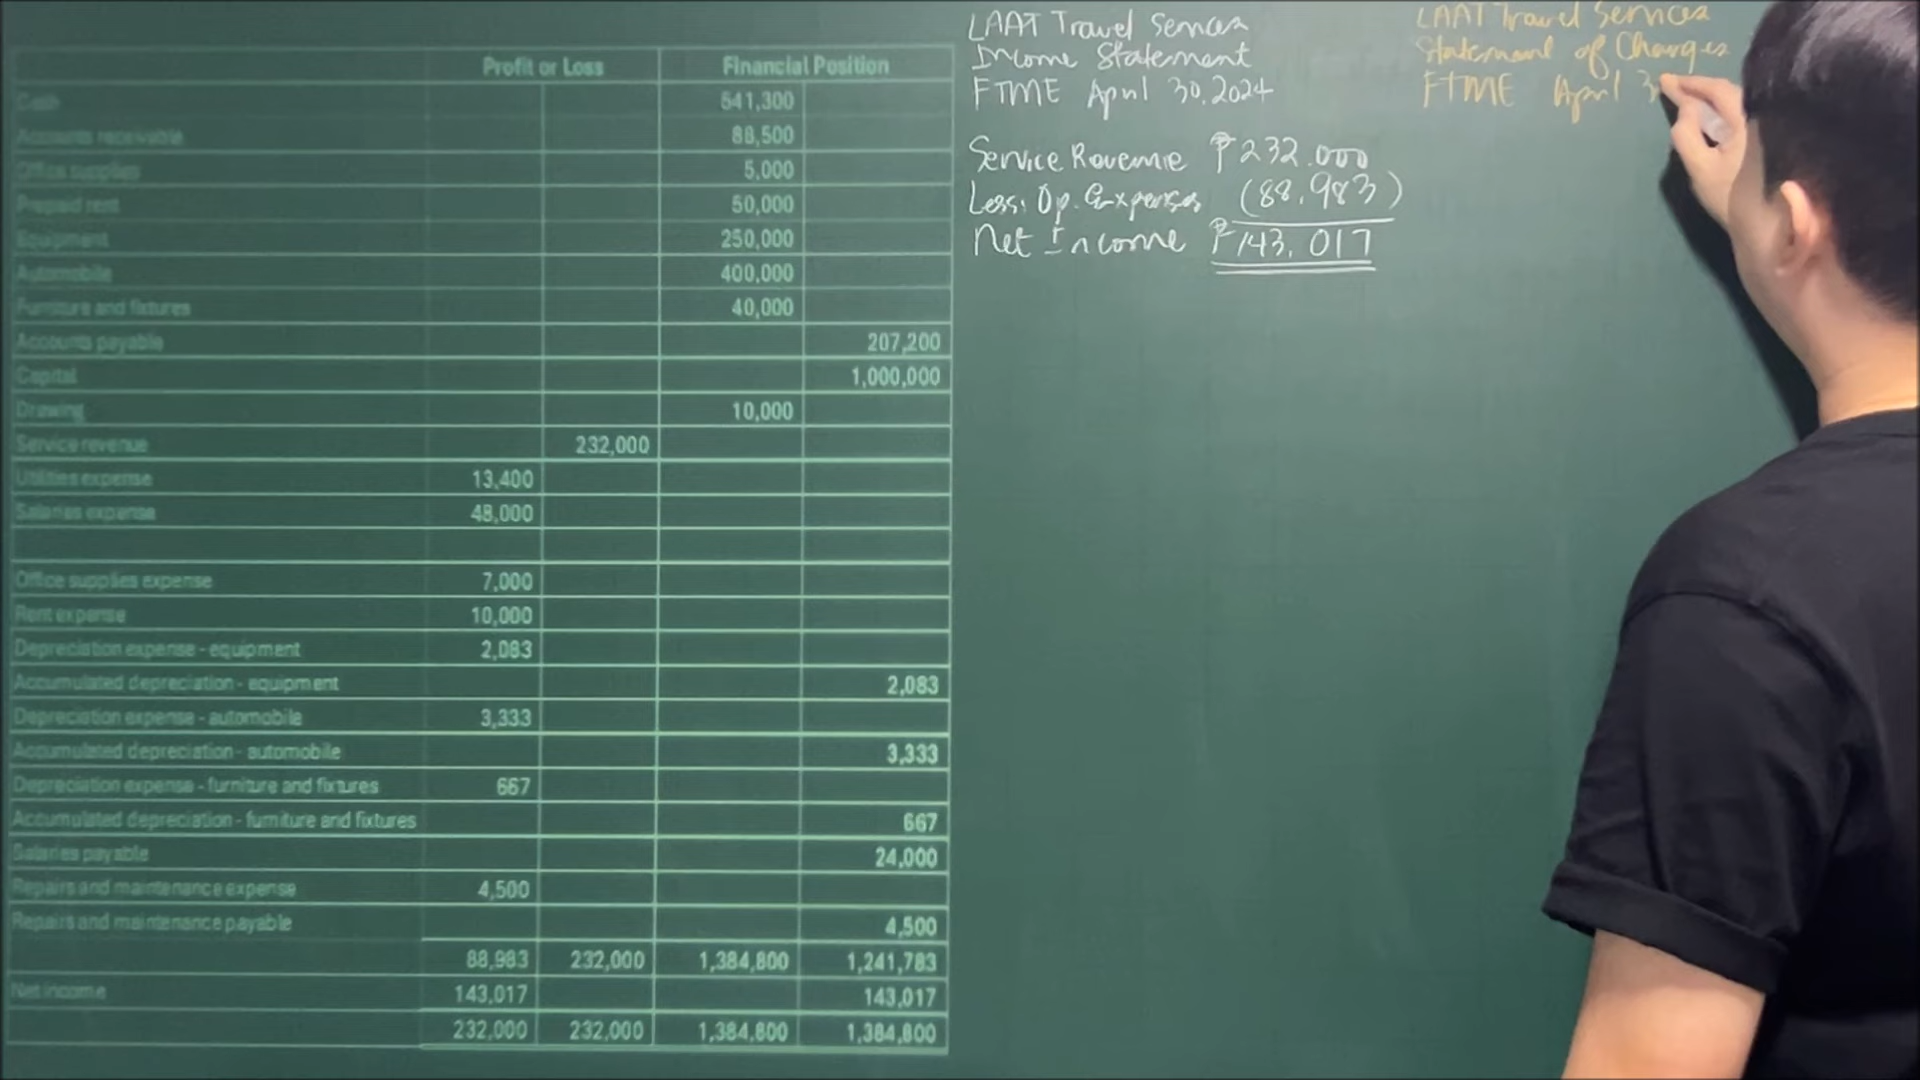 Profit or Loss Financial Position
Cash 541,300
Accounts receivable 88,500
Office supplies 5,000
Prepaid rent 50,000
Equipment 250,000
Automobile 400,000
Furniture and fixtures 40,000
Accounts payable 207,200
Capital 1,000,000
Drawing 10,000
Service revenue 232,000
Utilities expense 13,400
Salaries expense 48,000
Office supplies expense 7,000
Rent expense 10,000
Depreciation expense - equipment 2,083
Accumulated depreciation - equipment 2,083
Depreciation expense - automobile 3,333
Accumulated depreciation - automobile 3,333
Depreciation expense - furniture and fixtures 667
Accumulated depreciation - furniture and fixtures 667
Salaries payable 24,000
Repairs and maintenance expense 4,500
Repairs and maintenance payable 4,500
88,983 232,000 1,384,800 1,241,783
Net income 143,017 143,017
232,000 232,000 1,384,800 1,384,800
LAAT Travel Services
Income Statement
FTME April 30, 2024
Service Revenue ₱232,000
Less: Op. Expenses (88,983)
Net Income ₱143,017
LAAT Travel Services
Statement of Changes
FTME April 3